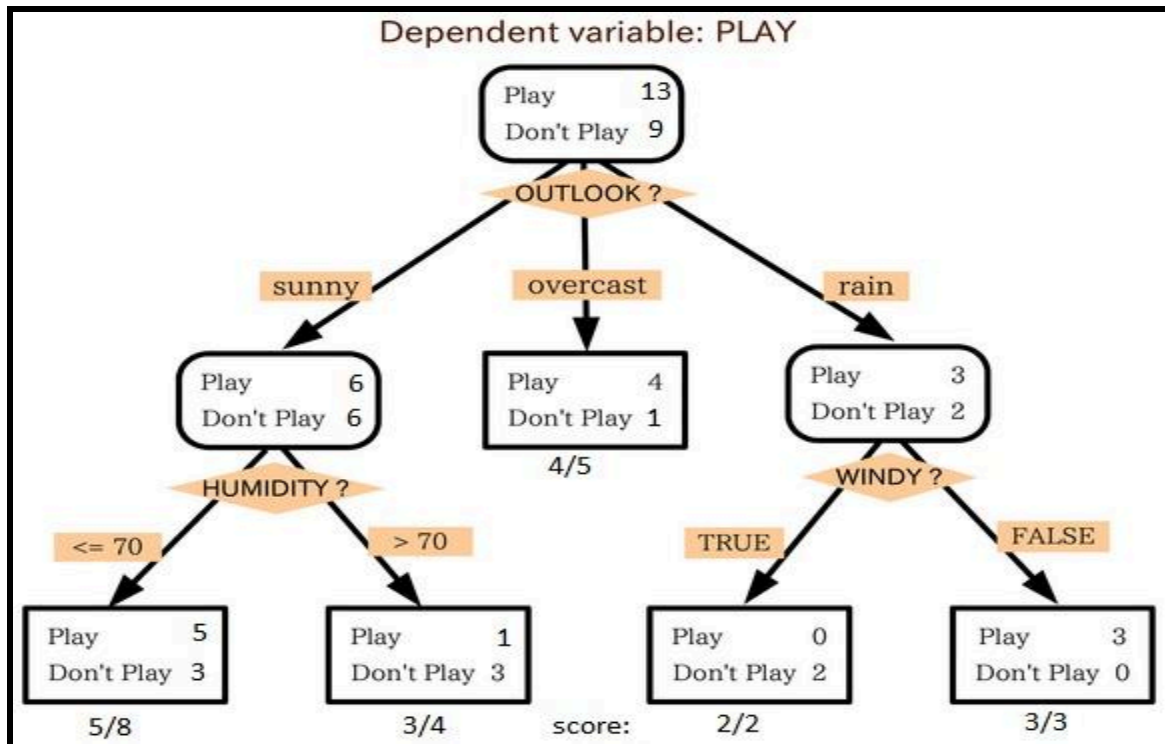 Dependent variable: PLAY
Play 13
Don't Play 9
OUTLOOK ?
sunny
overcast
rain
Play 6
Don't Play 6
Play 4
Don't Play 1
Play 3
Don't Play 2
4/5
HUMIDITY ?
WINDY ?
<= 70
> 70
TRUE
FALSE
Play 5
Don't Play 3
Play 1
Don't Play 3
Play 0
Don't Play 2
Play 3
Don't Play 0
5/8
3/4
score:
2/2
3/3